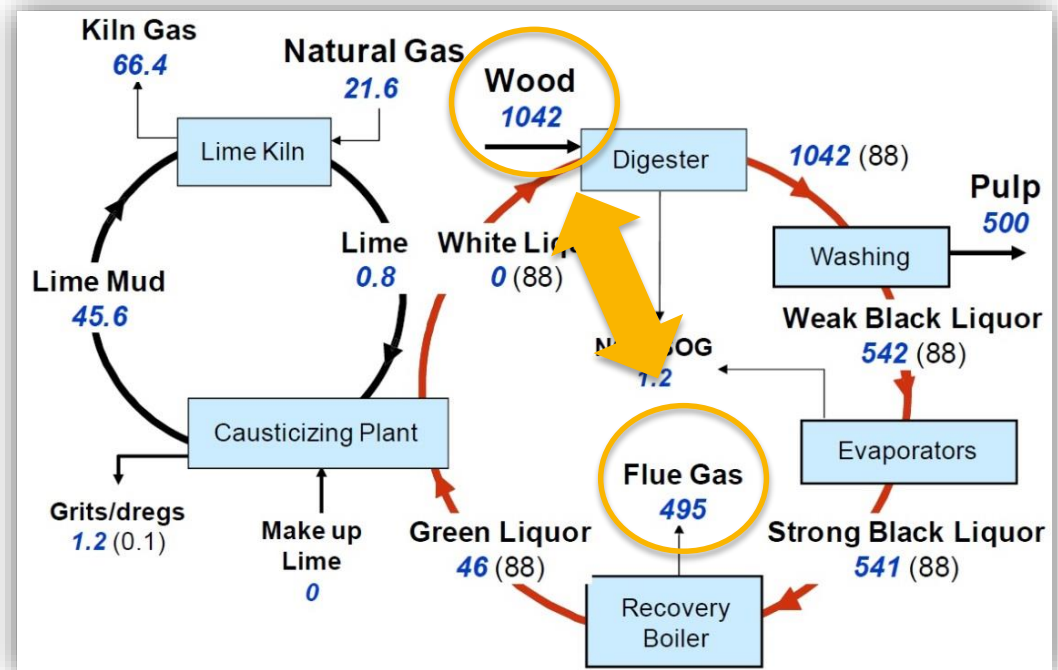 Kiln Gas
66.4
Natural Gas
21.6
Wood
1042
Lime Kiln
Digester
1042 (88)
Pulp
500
Washing
Lime
0.8
White Liqu
0 (88)
Lime Mud
45.6
Weak Black Liquor
542 (88)
OG
1.2
Causticizing Plant
Evaporators
Flue Gas
495
Grits/dregs
1.2 (0.1)
Make up
Lime
0
Green Liquor
46 (88)
Strong Black Liquor
541 (88)
Recovery
Boiler